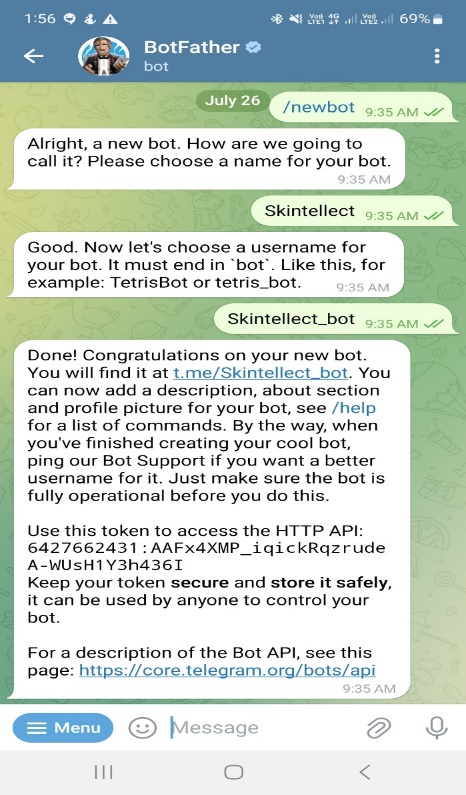 1:56 69%
BotFather
bot
July 26
/newbot 9:35 AM
Alright, a new bot. How are we going to
call it? Please choose a name for your bot.
9:35 AM
Skintellect 9:35 AM
Good. Now let's choose a username for
your bot. It must end in `bot`. Like this, for
example: TetrisBot or tetris_bot. 9:35 AM
Skintellect_bot 9:35 AM
Done! Congratulations on your new bot.
You will find it at t.me/Skintellect_bot. You
can now add a description, about section
and profile picture for your bot, see /help
for a list of commands. By the way, when
you've finished creating your cool bot,
ping our Bot Support if you want a better
username for it. Just make sure the bot is
fully operational before you do this.
Use this token to access the HTTP API:
6427662431:AAFx4XMP_iqickRqzrude
A-WUsH1Y3h436I
Keep your token secure and store it safely,
it can be used by anyone to control your
bot.
For a description of the Bot API, see this
page: https://core.telegram.org/bots/api
9:35 AM
Menu Message